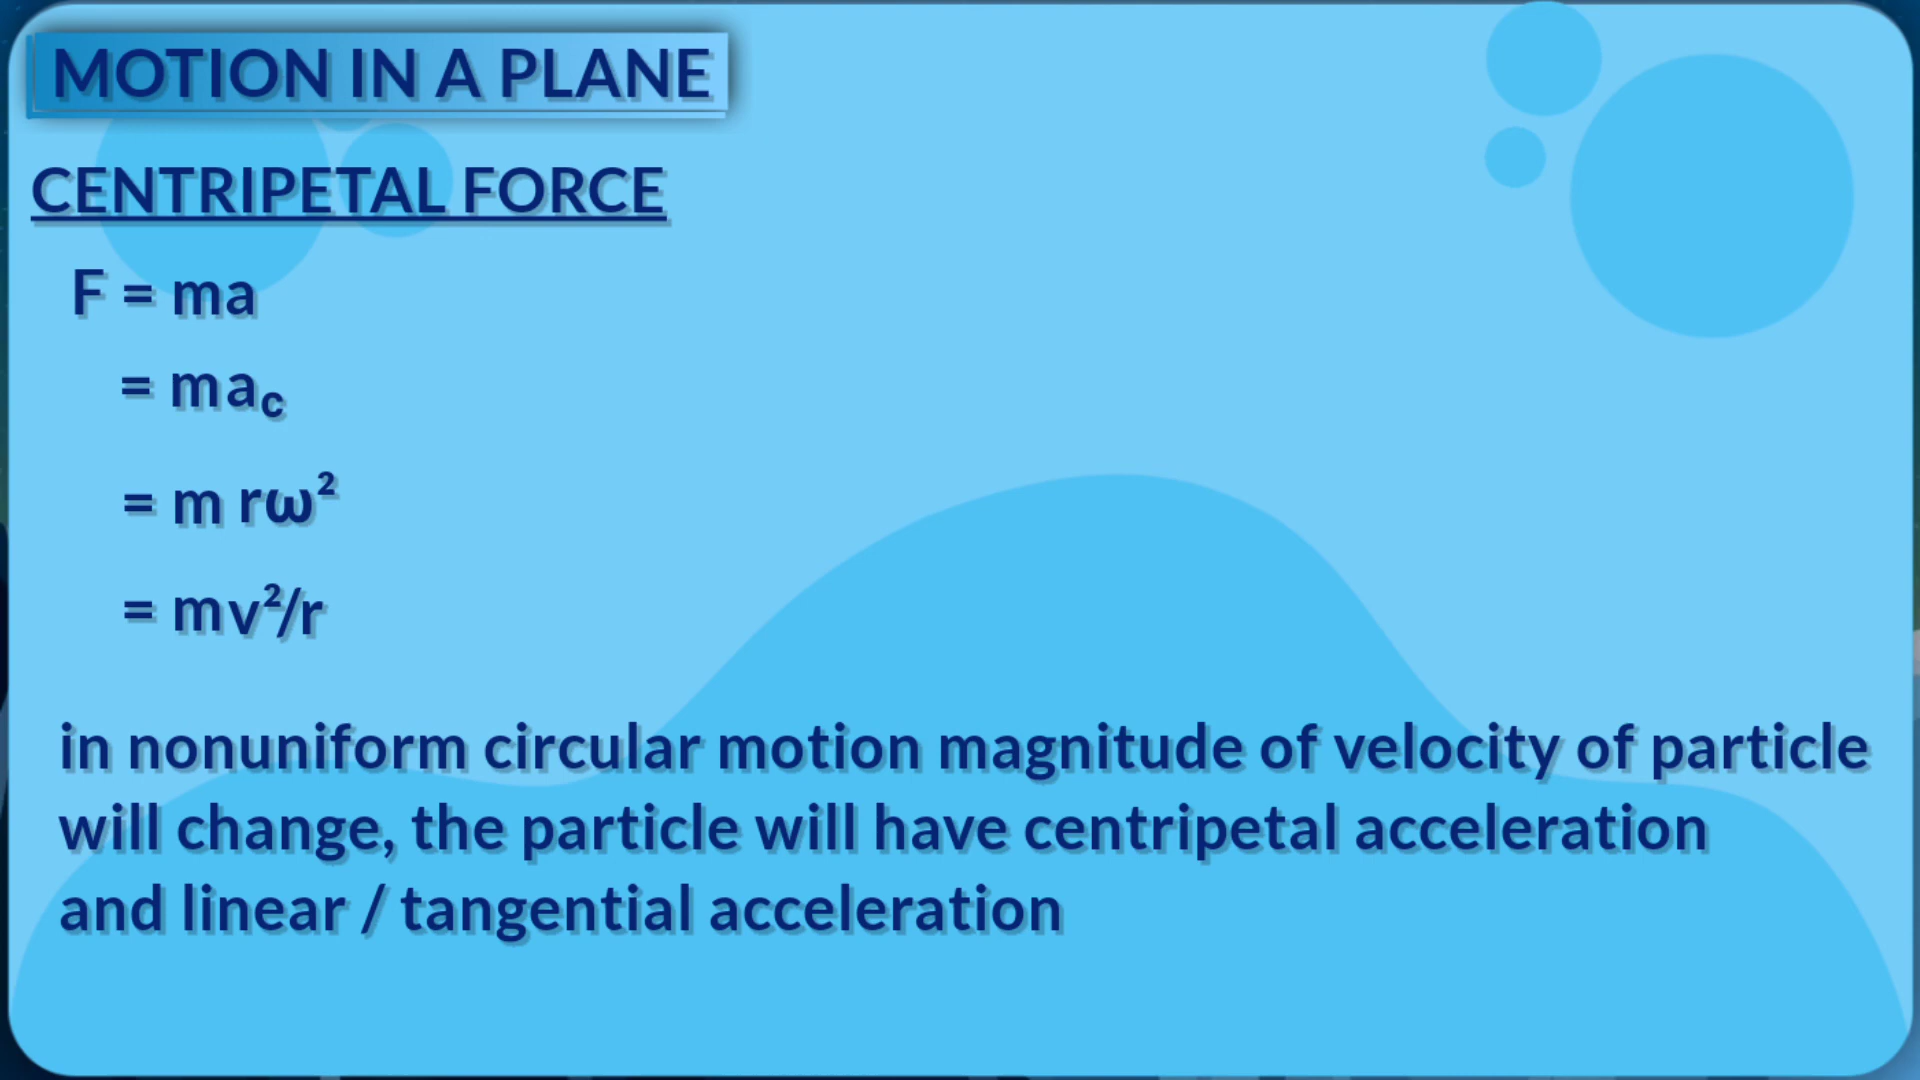 MOTION IN A PLANE
CENTRIPETAL FORCE
F = ma
= ma꜀
= m rω²
= mv²/r
in nonuniform circular motion magnitude of velocity of particle
will change, the particle will have centripetal acceleration
and linear / tangential acceleration